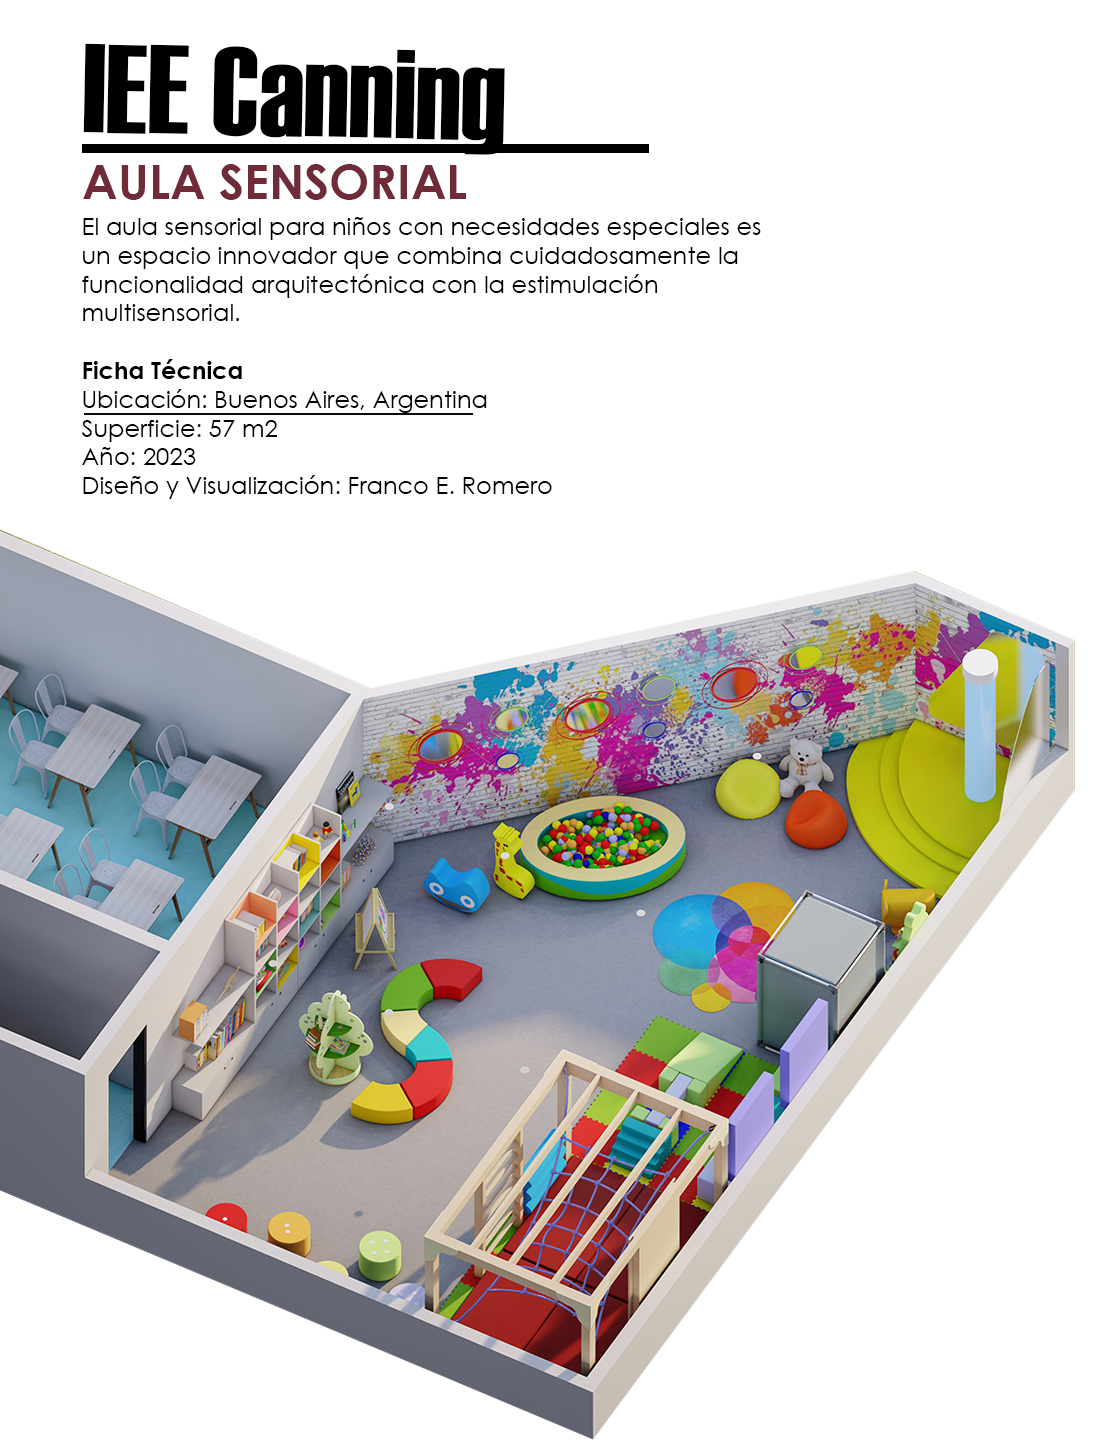 IEE Canning
AULA SENSORIAL
El aula sensorial para niños con necesidades especiales es
un espacio innovador que combina cuidadosamente la
funcionalidad arquitectónica con la estimulación
multisensorial.
Ficha Técnica
Ubicación: Buenos Aires, Argentina
Superficie: 57 m2
Año: 2023
Diseño y Visualización: Franco E. Romero